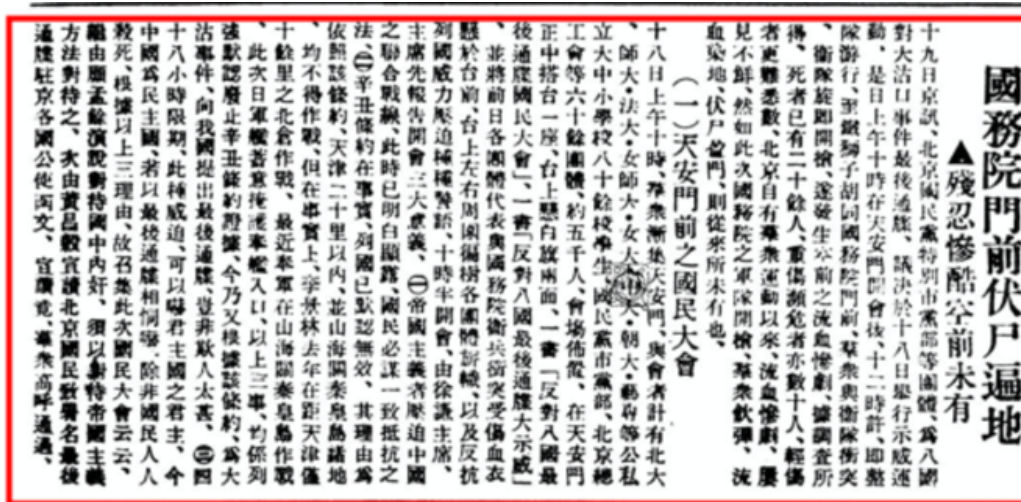 國務院門前伏尸遍地
▲殘忍慘酷空前未有
十九日京訊、北京國民黨特別市黨部等團體、爲八國
對大沽口事件最後通牒、議決於十八日舉行示威運
動、是日上午十時在天安門開會後、十二時許、即整
隊游行、至鐵獅子胡同國務院門前、羣衆與衛隊衝突
、衛隊旋即開槍、遂發生空前之流血慘劇、據調查所
得、死者已有二十餘人、重傷瀕危者亦數十人、輕傷
者更難悉數、北京自有羣衆運動以來、流血慘劇、屢
見不鮮、然如此次國務院之軍隊開槍、羣衆飲彈、流
血染地、伏尸當門、則從來所未有也、
（一）天安門前之國民大會
十八日上午十時、羣衆漸集天安門、與會者計有北大
、師大・法大・女師大・女大・大・朝大・藝專等公私
立大中小學校八十餘校學生、國民黨市黨部、北京總
工會等六十餘團體、約五千人、會場佈置、在天安門
正中搭台一座、台上懸白旗兩面、一書「反對八國最
後通牒國民大會」、一書「反對八國最後通牒大示威」
、並將前日各團體代表與國務院衛兵衝突受傷血衣
懸於台前、台上左右則圍徧樹各團體旂幟、以及反抗
列國威力壓迫種種警語、十時半開會、由徐謙主席、
主席先報告開會三大意義、㊀帝國主義者壓迫中國
之聯合戰線、此時已明白顯露、國民必謀一致抵抗之
法、㊁辛丑條約在事實、列國已默認無效、其理由爲
依照該條約、天津二十里以內、並山海關秦皇島緒地
、均不得作戰、但在事實上、李景林去年在距天津僅
十餘里之北倉作戰、最近奉軍在山海關秦皇島作戰
、此次日軍艦著意掩護奉艦入口、以上三事、均係列
強默認廢止辛丑條約證據、今乃又根據該條約、爲大
沽事件、向我國提出最後通牒、豈非欺人太甚、㊂四
十八小時限期、此種威迫、可以嚇君主國之君主、今
中國爲民主國、若以最後通牒相恫嚇、除非國民人人
殺死、根據以上三理由、故召集此次國民大會云云、
繼由顧孟餘演說對待國中內奸、須以對待帝國主義
方法對待之、次由黃昌穀宣讀北京國民致署名最後
通牒駐京各國公使函文、宣讀竟、羣衆高呼通過、